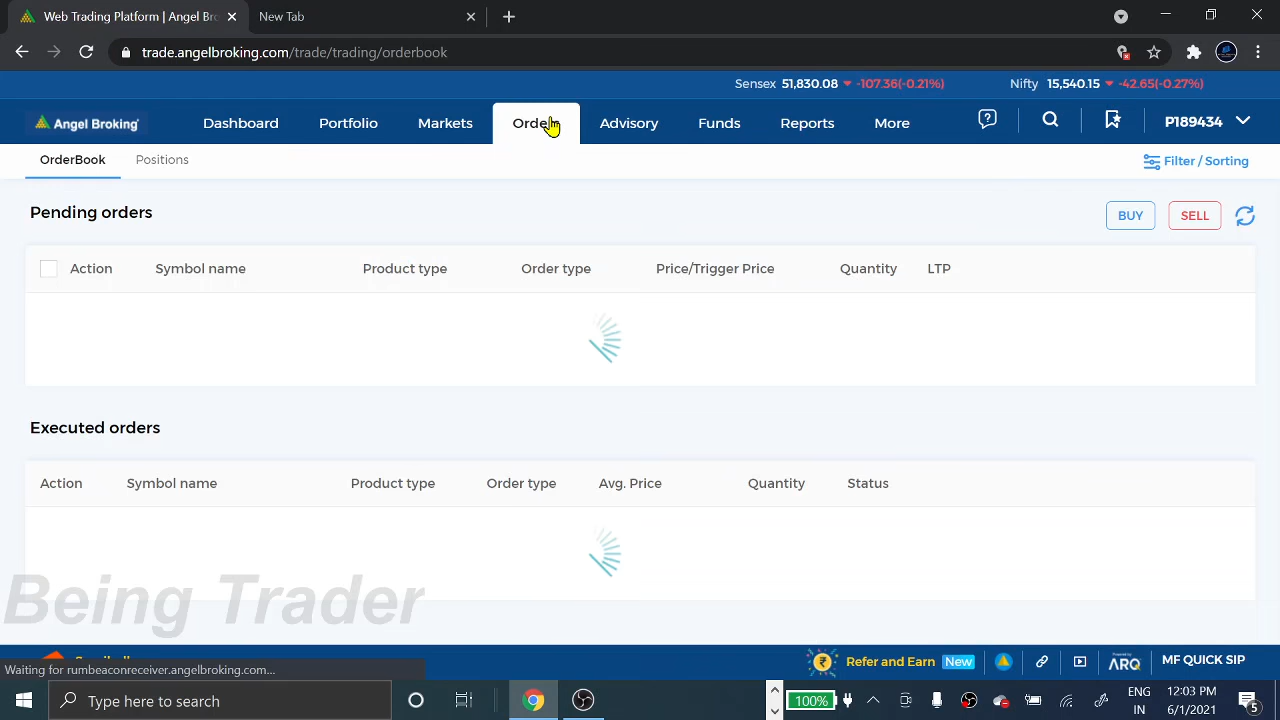 Web Trading Platform | Angel Br
New Tab
trade.angelbroking.com/trade/trading/orderbook
Sensex 51,830.08 -107.36(-0.21%) Nifty 15,540.15 -42.65(-0.27%)
Angel Broking Dashboard Portfolio Markets Orders Advisory Funds Reports More P189434
OrderBook Positions Filter / Sorting
Pending orders BUY SELL
Action Symbol name Product type Order type Price/Trigger Price Quantity LTP
Executed orders
Action Symbol name Product type Order type Avg. Price Quantity Status
Being Trader
Refer and Earn New Powered by ARQ MF QUICK SIP
Waiting for rumbeaconreceiver.angelbroking.com...
Type here to search 100% ENG IN 12:03 PM 6/1/2021 5